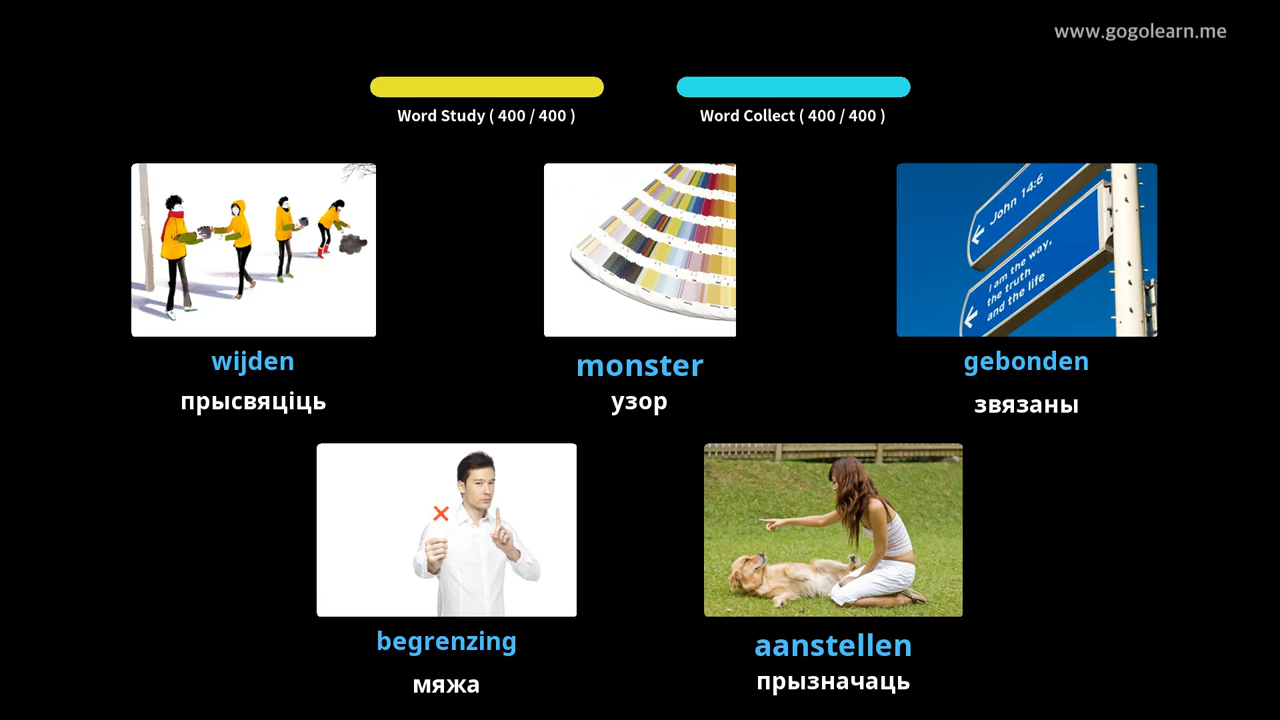 www.gogolearn.me
Word Study ( 400 / 400 )
Word Collect ( 400 / 400 )
John 14:6
I am the way,
the truth
and the life
wijden
monster
gebonden
прысвяціць
узор
звязаны
begrenzing
aanstellen
мяжа
прызначаць